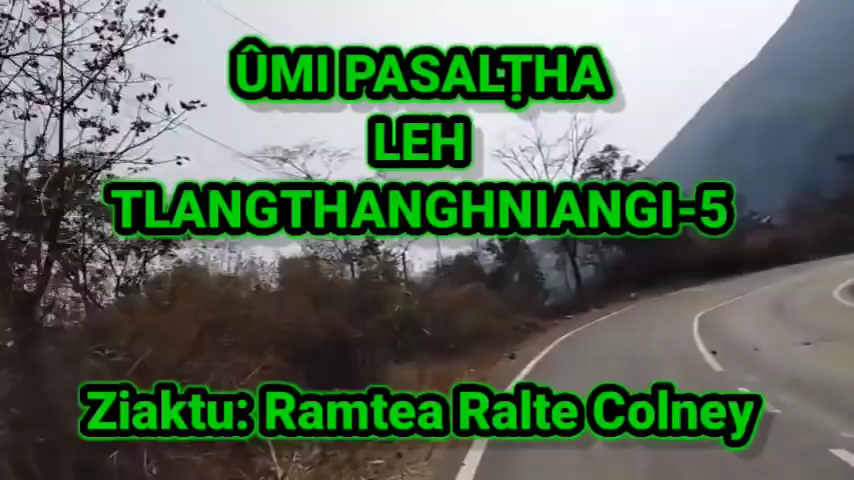 ÛMI PASALṬHA
LEH
TLANGTHANGHNIANGI-5
Ziaktu: Ramtea Ralte Colney